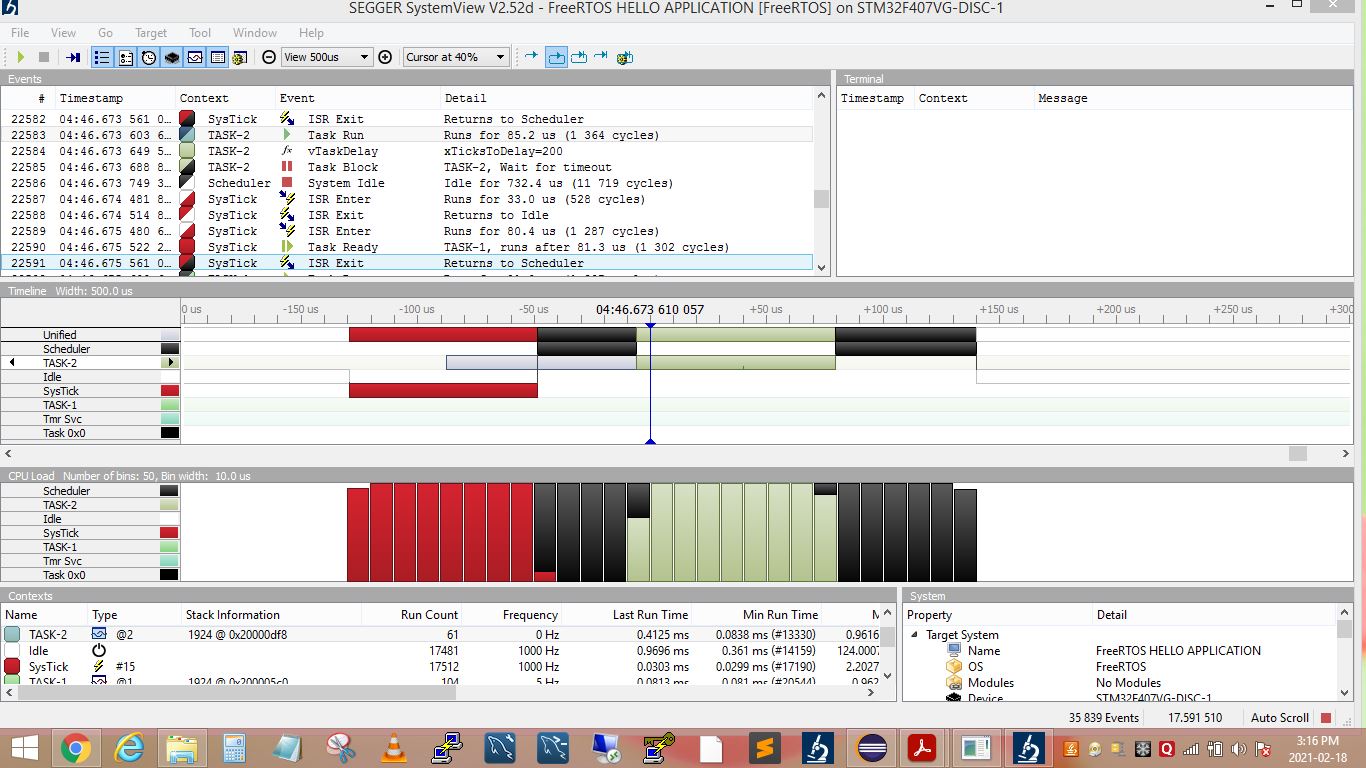 SEGGER SystemView V2.52d - FreeRTOS HELLO APPLICATION [FreeRTOS] on STM32F407VG-DISC-1
File View Go Target Tool Window Help
View 500us Cursor at 40%
Events
# Timestamp Context Event Detail
22582 04:46.673 561 0... SysTick ISR Exit Returns to Scheduler
22583 04:46.673 603 6... TASK-2 Task Run Runs for 85.2 us (1 364 cycles)
22584 04:46.673 649 5... TASK-2 fx vTaskDelay xTicksToDelay=200
22585 04:46.673 688 8... TASK-2 Task Block TASK-2, Wait for timeout
22586 04:46.673 749 3... Scheduler System Idle Idle for 732.4 us (11 719 cycles)
22587 04:46.674 481 8... SysTick ISR Enter Runs for 33.0 us (528 cycles)
22588 04:46.674 514 8... SysTick ISR Exit Returns to Idle
22589 04:46.675 480 6... SysTick ISR Enter Runs for 80.4 us (1 287 cycles)
22590 04:46.675 522 2... SysTick Task Ready TASK-1, runs after 81.3 us (1 302 cycles)
22591 04:46.675 561 0... SysTick ISR Exit Returns to Scheduler
Terminal
Timestamp Context Message
Timeline Width: 500.0 us
0 us -150 us -100 us -50 us 04:46.673 610 057 +50 us +100 us +150 us +200 us +250 us +300
Unified
Scheduler
TASK-2
Idle
SysTick
TASK-1
Tmr Svc
Task 0x0
CPU Load Number of bins: 50, Bin width: 10.0 us
Scheduler
TASK-2
Idle
SysTick
TASK-1
Tmr Svc
Task 0x0
Contexts
Name Type Stack Information Run Count Frequency Last Run Time Min Run Time M
TASK-2 @2 1924 @ 0x20000df8 61 0 Hz 0.4125 ms 0.0838 ms (#13330) 0.9616
Idle 17481 1000 Hz 0.9696 ms 0.361 ms (#14159) 124.0007
SysTick #15 17512 1000 Hz 0.0303 ms 0.0299 ms (#17190) 2.2027
TASK-1 @1 1924 @ 0x200005c0 104 5 Hz 0.0813 ms 0.081 ms (#20544) 0.962
System
Property Detail
Target System
Name FreeRTOS HELLO APPLICATION
OS FreeRTOS
Modules No Modules
Device STM32F407VG-DISC-1
35 839 Events 17.591 510 Auto Scroll
3:16 PM
2021-02-18